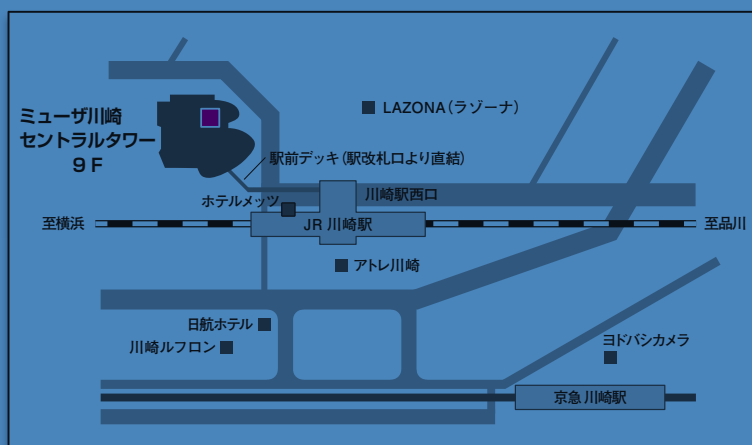 LAZONA（ラゾーナ）
ミューザ川崎
セントラルタワー
９Ｆ
駅前デッキ（駅改札口より直結）
川崎駅西口
ホテルメッツ
至横浜
JR 川崎駅
至品川
アトレ川崎
日航ホテル
川崎ルフロン
ヨドバシカメラ
京急川崎駅